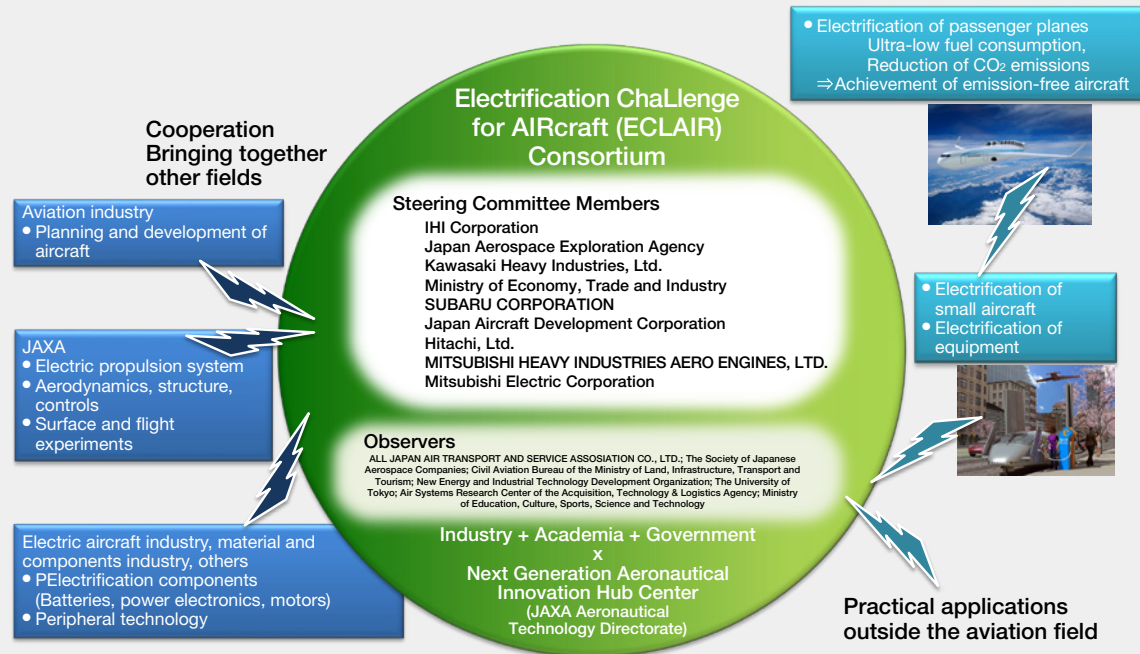 Electrification ChaLlenge
for AIRcraft (ECLAIR)
Consortium
Steering Committee Members
IHI Corporation
Japan Aerospace Exploration Agency
Kawasaki Heavy Industries, Ltd.
Ministry of Economy, Trade and Industry
SUBARU CORPORATION
Japan Aircraft Development Corporation
Hitachi, Ltd.
MITSUBISHI HEAVY INDUSTRIES AERO ENGINES, LTD.
Mitsubishi Electric Corporation
Observers
ALL JAPAN AIR TRANSPORT AND SERVICE ASSOSIATION CO., LTD.; The Society of Japanese
Aerospace Companies; Civil Aviation Bureau of the Ministry of Land, Infrastructure, Transport and
Tourism; New Energy and Industrial Technology Development Organization; The University of
Tokyo; Air Systems Research Center of the Acquisition, Technology & Logistics Agency; Ministry
of Education, Culture, Sports, Science and Technology
Industry + Academia + Government
x
Next Generation Aeronautical
Innovation Hub Center
(JAXA Aeronautical
Technology Directorate)
Cooperation
Bringing together
other fields
Aviation industry
• Planning and development of
aircraft
JAXA
• Electric propulsion system
• Aerodynamics, structure,
controls
• Surface and flight
experiments
Electric aircraft industry, material and
components industry, others
• PElectrification components
(Batteries, power electronics, motors)
• Peripheral technology
• Electrification of passenger planes
Ultra-low fuel consumption,
Reduction of CO₂ emissions
⇒Achievement of emission-free aircraft
• Electrification of
small aircraft
• Electrification of
equipment
Practical applications
outside the aviation field